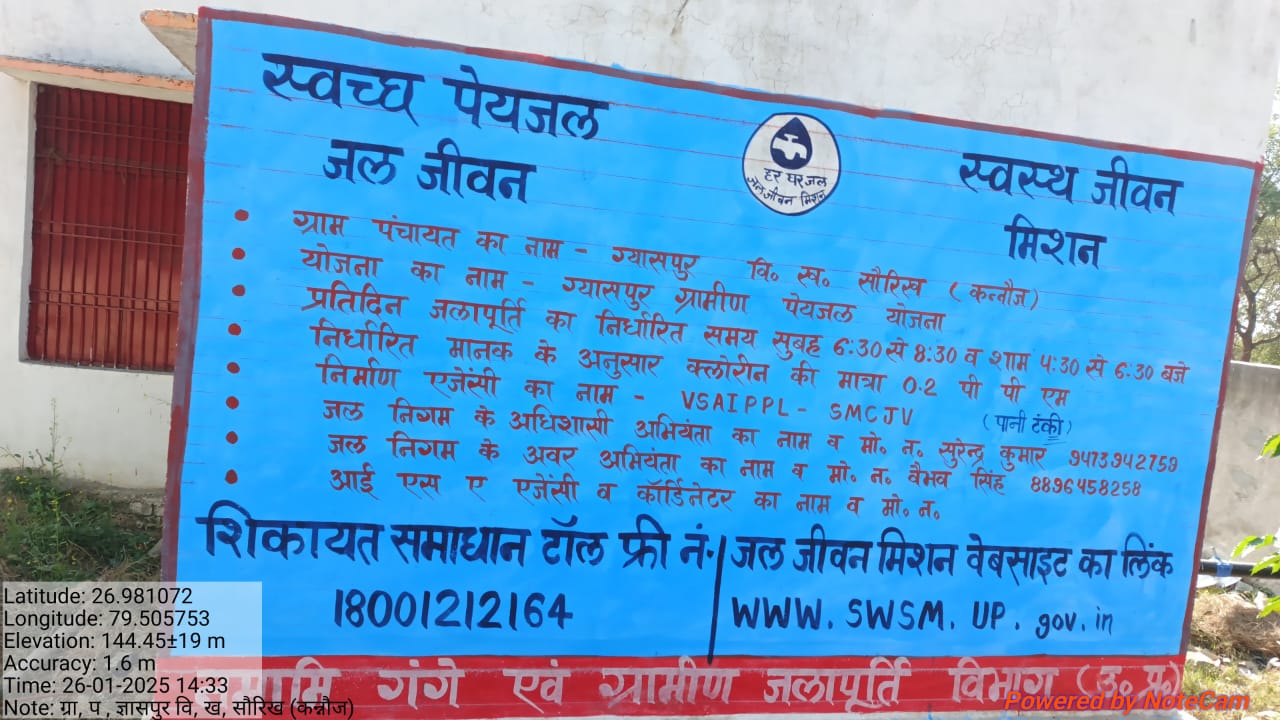 स्वच्छ पेयजल
जल जीवन
हर घर जल
जल जीवन मिशन
स्वस्थ जीवन
मिशन
ग्राम पंचायत का नाम - ग्यासपुर वि० ख० सौरिख (कन्नौज)
योजना का नाम - ग्यासपुर ग्रामीण पेयजल योजना
प्रतिदिन जलापूर्ति का निर्धारित समय सुबह 6:30 से 8:30 व शाम 4:30 से 6:30 बजे
निर्धारित मानक के अनुसार क्लोरीन की मात्रा 0.2 पी पी एम
निर्माण एजेंसी का नाम - VSAIPPL - SMCJV (पानी टंकी)
जल निगम के अधिशासी अभियंता का नाम व मो० न० सुरेन्द्र कुमार 9473942759
जल निगम के अवर अभियंता का नाम व मो० न० वैभव सिंह 8896458258
आई एस ए एजेंसी व कॉर्डिनेटर का नाम व मो० न०
शिकायत समाधान टॉल फ्री नं.
18001212164
जल जीवन मिशन वेबसाइट का लिंक
WWW. SWSM. UP. gov. in
नमामि गंगे एवं ग्रामीण जलापूर्ति विभाग (उ० प्र०)
Latitude: 26.981072
Longitude: 79.505753
Elevation: 144.45±19 m
Accuracy: 1.6 m
Time: 26-01-2025 14:33
Note: ग्रा, प , ज्ञासपुर वि, ख, सौरिख (कन्नौज)
Powered by NoteCam